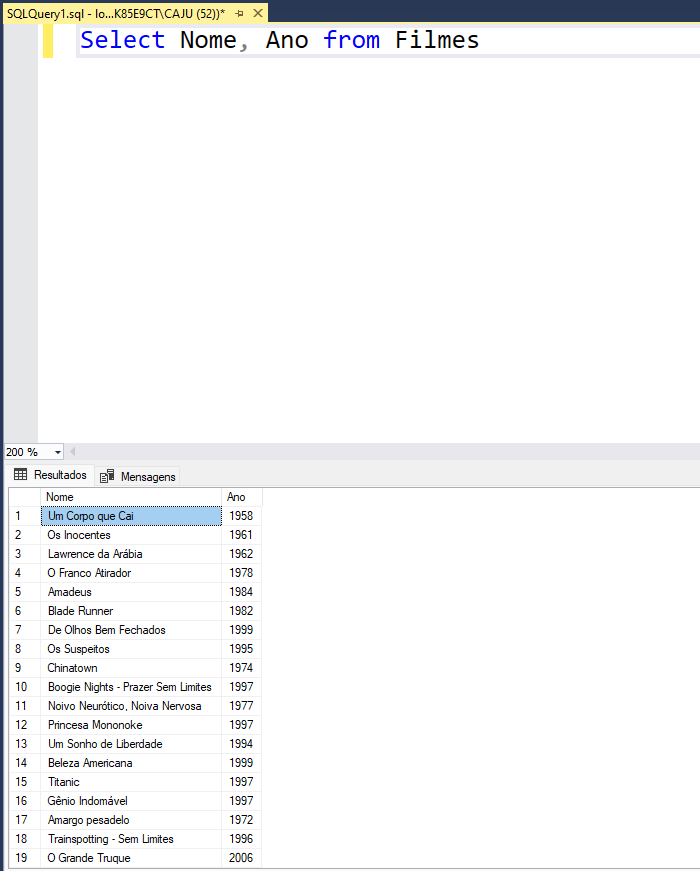 SQLQuery1.sql - lo...K85E9CT\CAJU (52))*
Select Nome, Ano from Filmes
200 %
Resultados Mensagens
Nome Ano
1 Um Corpo que Cai 1958
2 Os Inocentes 1961
3 Lawrence da Arábia 1962
4 O Franco Atirador 1978
5 Amadeus 1984
6 Blade Runner 1982
7 De Olhos Bem Fechados 1999
8 Os Suspeitos 1995
9 Chinatown 1974
10 Boogie Nights - Prazer Sem Limites 1997
11 Noivo Neurótico, Noiva Nervosa 1977
12 Princesa Mononoke 1997
13 Um Sonho de Liberdade 1994
14 Beleza Americana 1999
15 Titanic 1997
16 Gênio Indomável 1997
17 Amargo pesadelo 1972
18 Trainspotting - Sem Limites 1996
19 O Grande Truque 2006